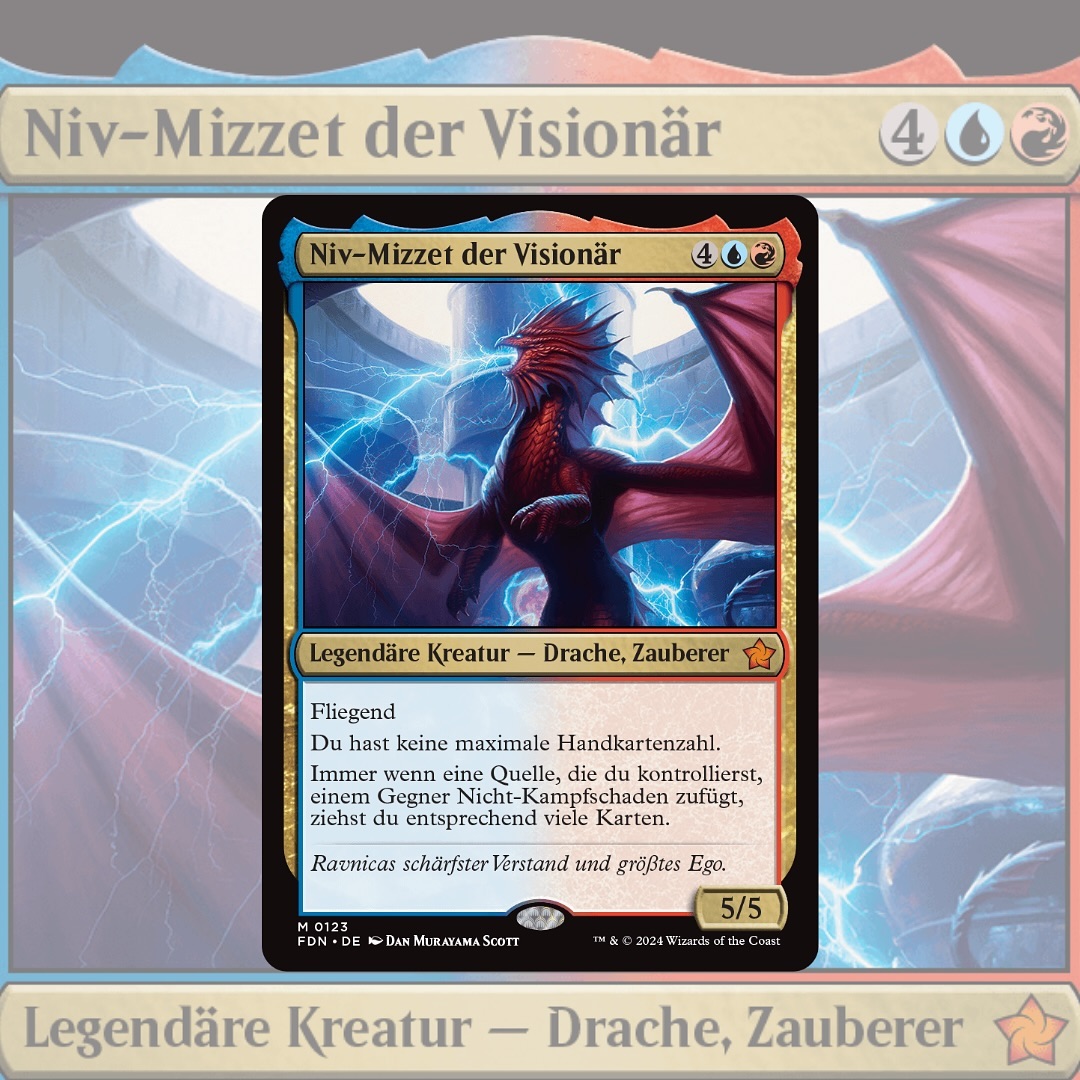 Niv-Mizzet der Visionär 4
Niv-Mizzet der Visionär 4
Legendäre Kreatur — Drache, Zauberer
Fliegend
Du hast keine maximale Handkartenzahl.
Immer wenn eine Quelle, die du kontrollierst,
einem Gegner Nicht-Kampfschaden zufügt,
ziehst du entsprechend viele Karten.
Ravnicas schärfster Verstand und größtes Ego.
5/5
M 0123
FDN • DE Dan Murayama Scott
™ & © 2024 Wizards of the Coast
Legendäre Kreatur — Drache, Zauberer